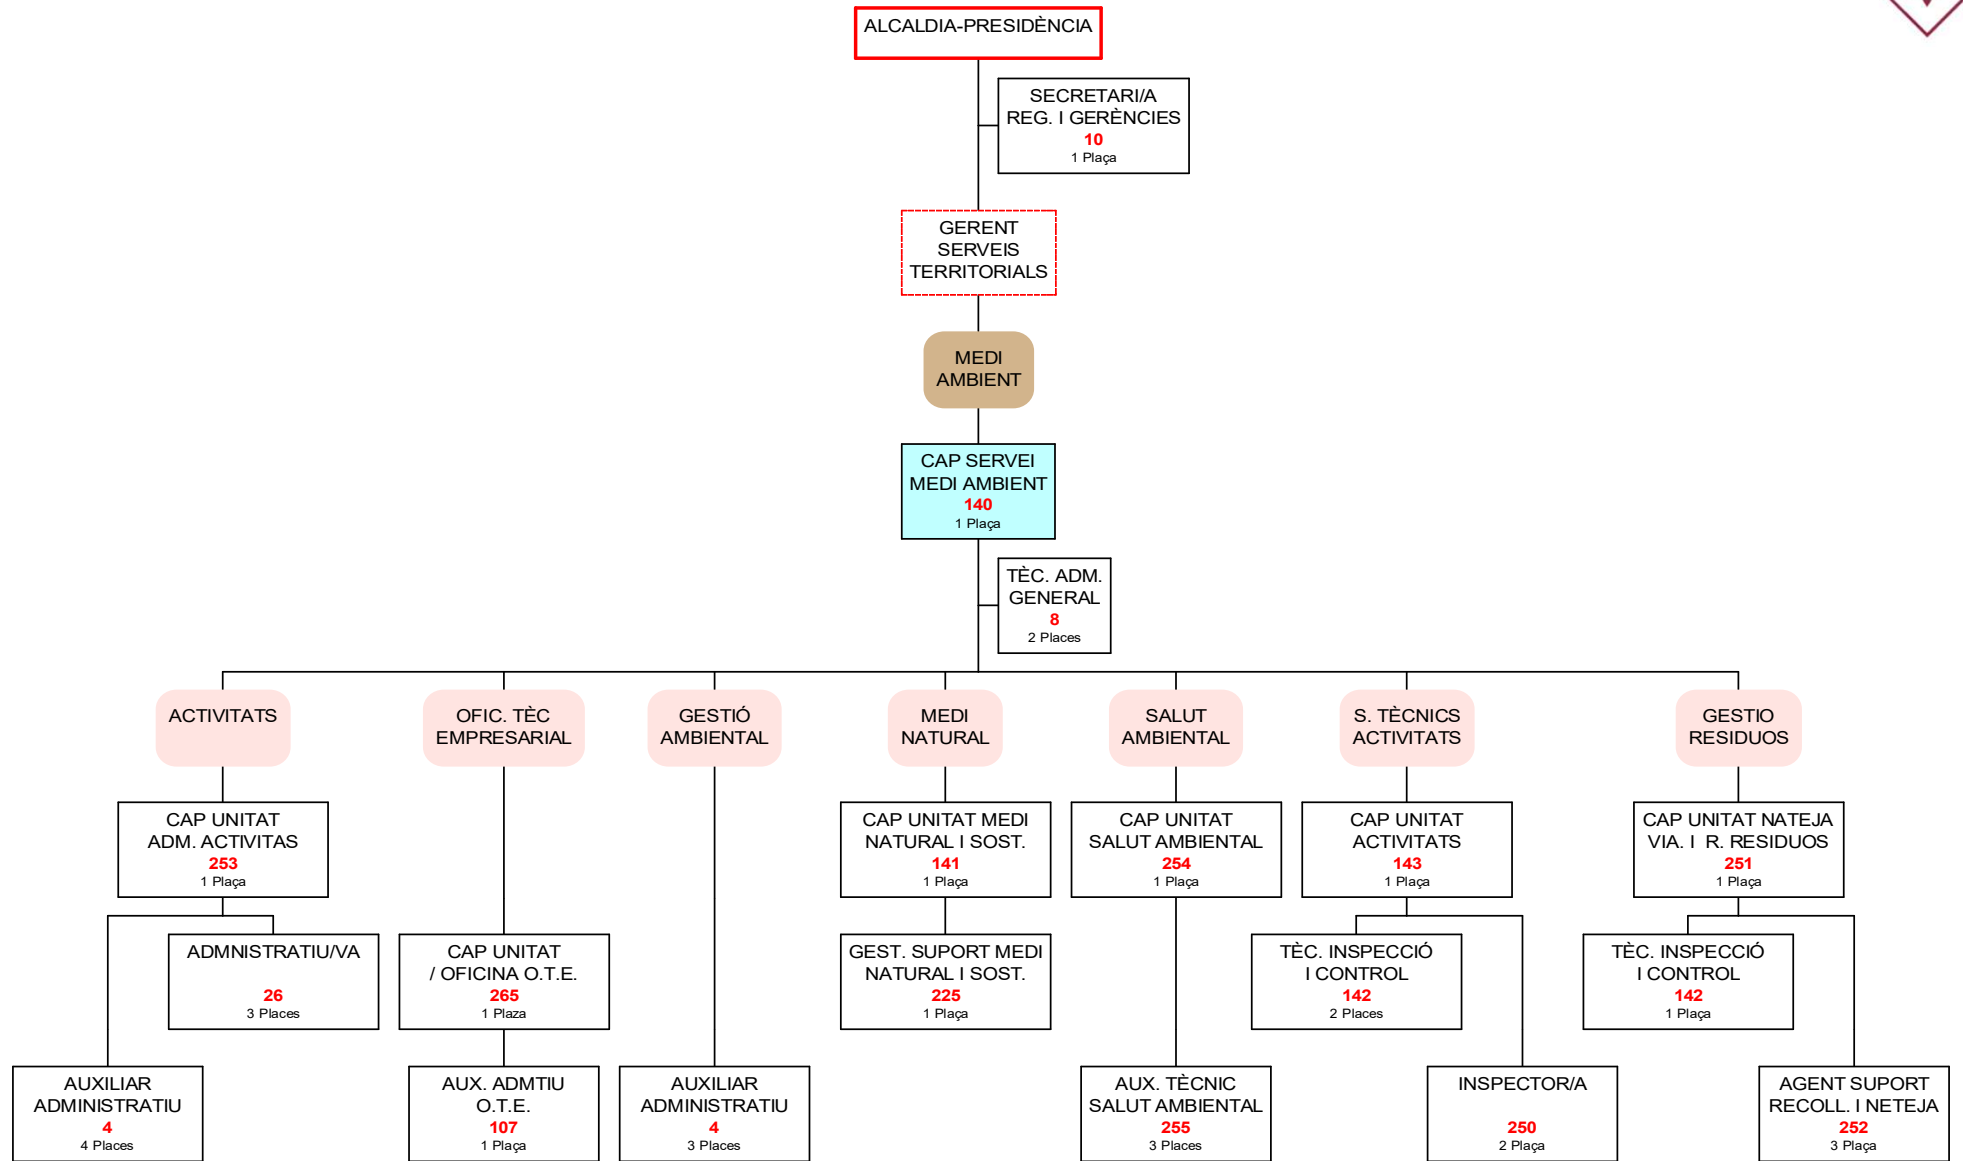 ALCALDIA-PRESIDÈNCIA
SECRETARI/A
REG. I GERÈNCIES
10
1 Plaça
GERENT
SERVEIS
TERRITORIALS
MEDI
AMBIENT
CAP SERVEI
MEDI AMBIENT
140
1 Plaça
TÈC. ADM.
GENERAL
8
2 Places
ACTIVITATS
OFIC. TÈC
EMPRESARIAL
GESTIÓ
AMBIENTAL
MEDI
NATURAL
SALUT
AMBIENTAL
S. TÈCNICS
ACTIVITATS
GESTIO
RESIDUOS
CAP UNITAT
ADM. ACTIVITAS
253
1 Plaça
CAP UNITAT MEDI
NATURAL I SOST.
141
1 Plaça
CAP UNITAT
SALUT AMBIENTAL
254
1 Plaça
CAP UNITAT
ACTIVITATS
143
1 Plaça
CAP UNITAT NATEJA
VIA. I  R. RESIDUOS
251
1 Plaça
ADMNISTRATIU/VA
26
3 Places
CAP UNITAT
/ OFICINA O.T.E.
265
1 Plaza
GEST. SUPORT MEDI
NATURAL I SOST.
225
1 Plaça
TÈC. INSPECCIÓ
I CONTROL
142
2 Places
TÈC. INSPECCIÓ
I CONTROL
142
1 Plaça
AUXILIAR
ADMINISTRATIU
4
4 Places
AUX. ADMTIU
O.T.E.
107
1 Plaça
AUXILIAR
ADMINISTRATIU
4
3 Places
AUX. TÈCNIC
SALUT AMBIENTAL
255
3 Places
INSPECTOR/A
250
2 Plaça
AGENT SUPORT
RECOLL. I NETEJA
252
3 Plaça